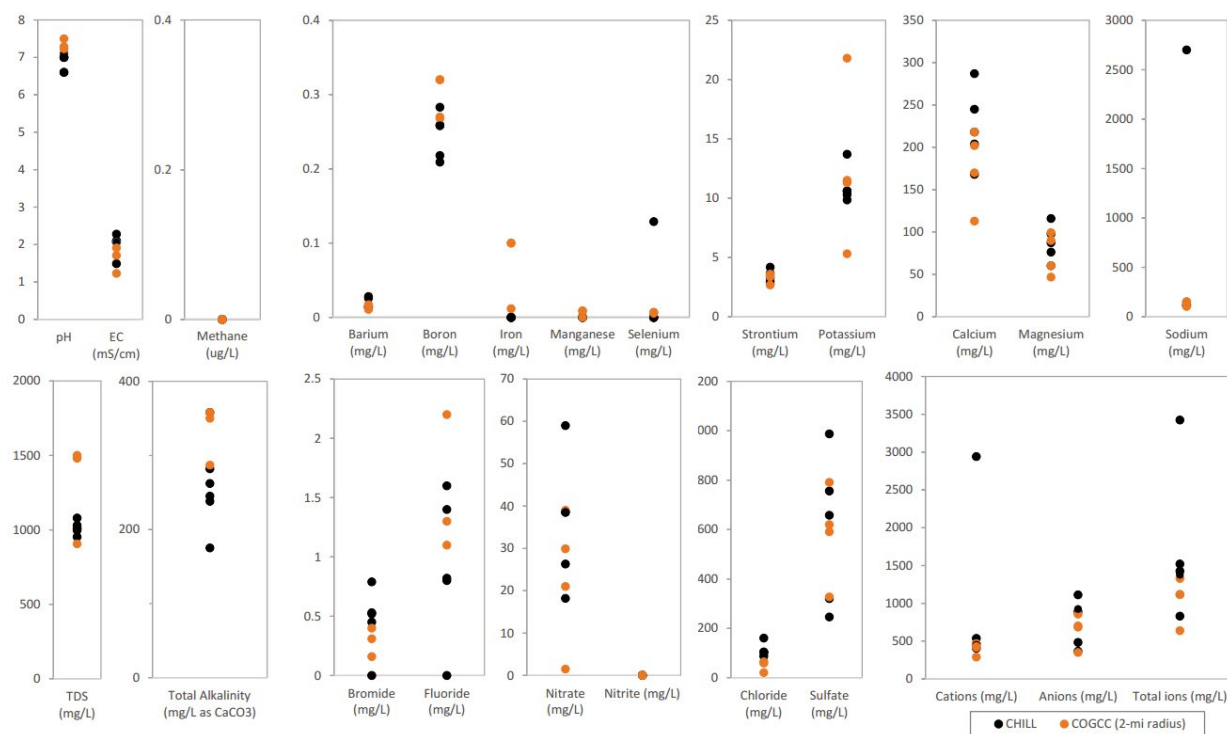 8
7
6
5
4
3
2
1
0
pH
EC
(mS/cm)
0.4
0.2
0
Methane
(ug/L)
0.4
0.3
0.2
0.1
0
Barium
(mg/L)
Boron
(mg/L)
Iron
(mg/L)
Manganese
(mg/L)
Selenium
(mg/L)
25
20
15
10
5
0
Strontium
(mg/L)
Potassium
(mg/L)
350
300
250
200
150
100
50
0
Calcium
(mg/L)
Magnesium
(mg/L)
3000
2500
2000
1500
1000
500
0
Sodium
(mg/L)
2000
1500
1000
500
0
TDS
(mg/L)
400
200
0
Total Alkalinity
(mg/L as CaCO3)
2.5
2
1.5
1
0.5
0
Bromide
(mg/L)
Fluoride
(mg/L)
70
60
50
40
30
20
10
0
Nitrate
(mg/L)
Nitrite (mg/L)
200
000
800
600
400
200
0
Chloride
(mg/L)
Sulfate
(mg/L)
4000
3500
3000
2500
2000
1500
1000
500
0
Cations (mg/L)
Anions (mg/L)
Total ions (mg/L)
CHILL
COGCC (2-mi radius)